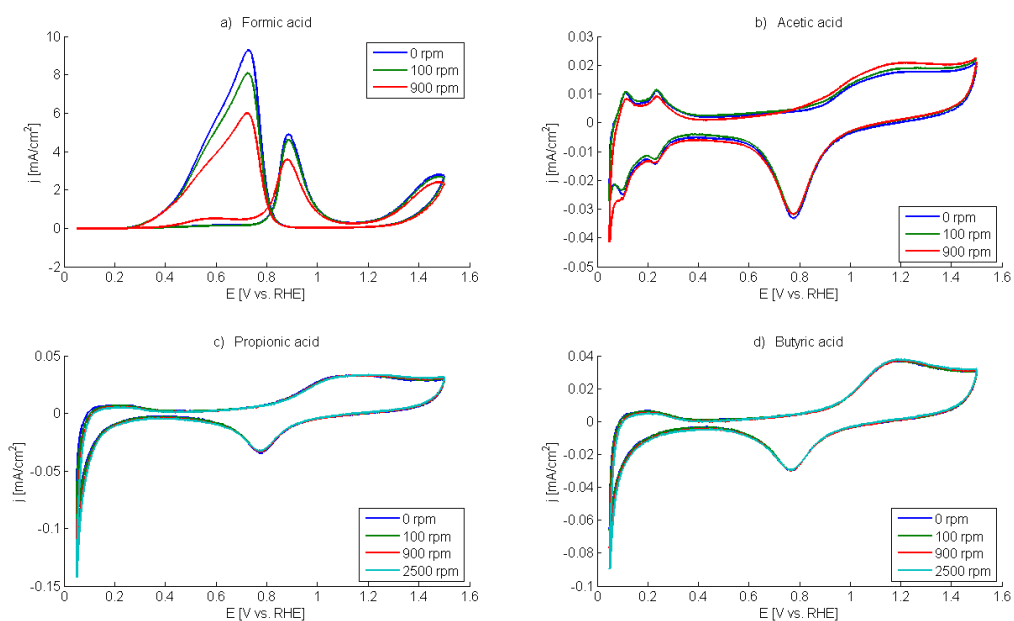 a) Formic acid
10
8
6
4
2
0
-2
j [mA/cm2]
0 0.2 0.4 0.6 0.8 1 1.2 1.4 1.6
E [V vs. RHE]
0 rpm
100 rpm
900 rpm
b) Acetic acid
0.03
0.02
0.01
0
-0.01
-0.02
-0.03
-0.04
-0.05
j [mA/cm2]
0 0.2 0.4 0.6 0.8 1 1.2 1.4 1.6
E [V vs. RHE]
0 rpm
100 rpm
900 rpm
c) Propionic acid
0.05
0
-0.05
-0.1
-0.15
j [mA/cm2]
0 0.2 0.4 0.6 0.8 1 1.2 1.4 1.6
E [V vs. RHE]
0 rpm
100 rpm
900 rpm
2500 rpm
d) Butyric acid
0.04
0.02
0
-0.02
-0.04
-0.06
-0.08
-0.1
j [mA/cm2]
0 0.2 0.4 0.6 0.8 1 1.2 1.4 1.6
E [V vs. RHE]
0 rpm
100 rpm
900 rpm
2500 rpm